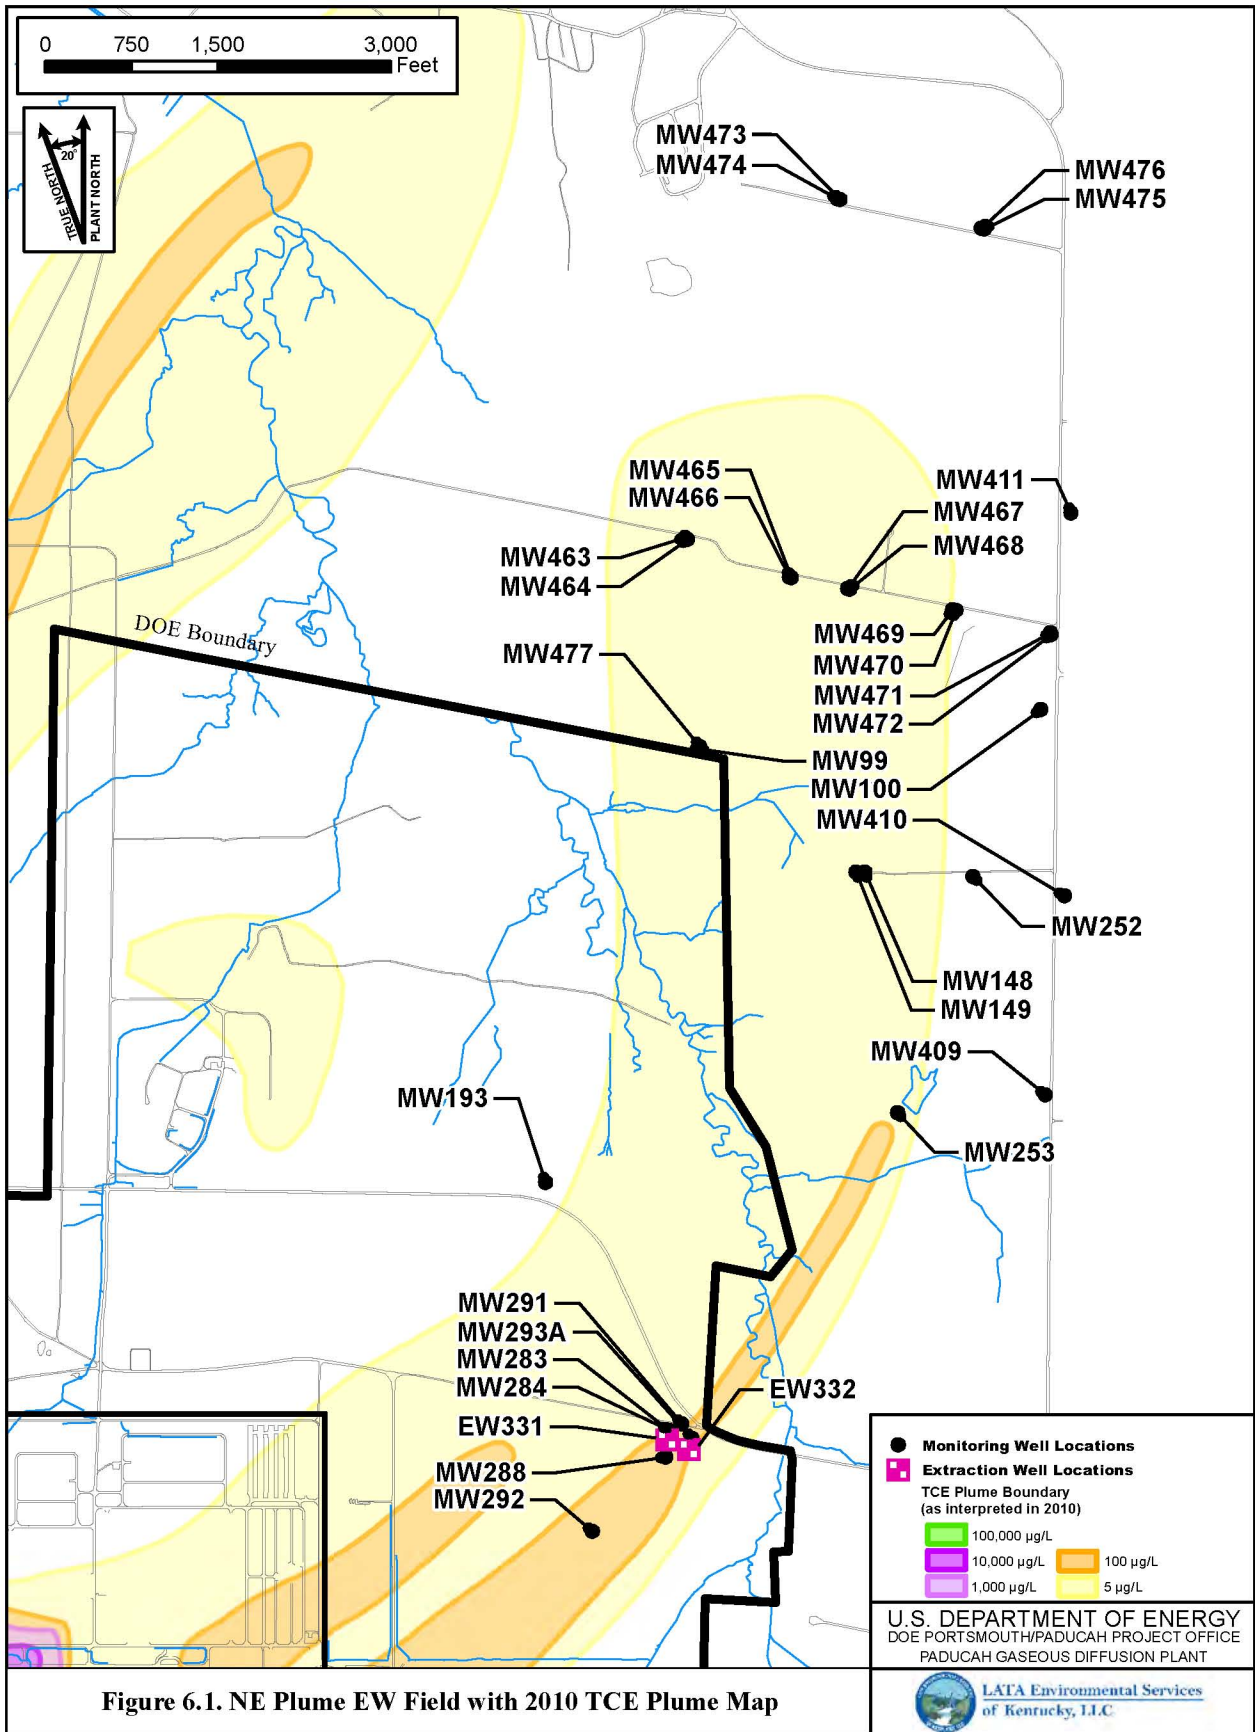 0 750 1,500 3,000
Feet
20°
TRUE NORTH
PLANT NORTH
MW473
MW474
MW476
MW475
MW465
MW466
MW411
MW467
MW468
MW463
MW464
DOE Boundary
MW469
MW470
MW471
MW472
MW477
MW99
MW100
MW410
MW252
MW148
MW149
MW409
MW193
MW253
MW291
MW293A
MW283
MW284
EW332
EW331
MW288
MW292
Monitoring Well Locations
Extraction Well Locations
TCE Plume Boundary
(as interpreted in 2010)
100,000 µg/L
10,000 µg/L 100 µg/L
1,000 µg/L 5 µg/L
U.S. DEPARTMENT OF ENERGY
DOE PORTSMOUTH/PADUCAH PROJECT OFFICE
PADUCAH GASEOUS DIFFUSION PLANT
Figure 6.1. NE Plume EW Field with 2010 TCE Plume Map
LATA Environmental Services
of Kentucky, LLC